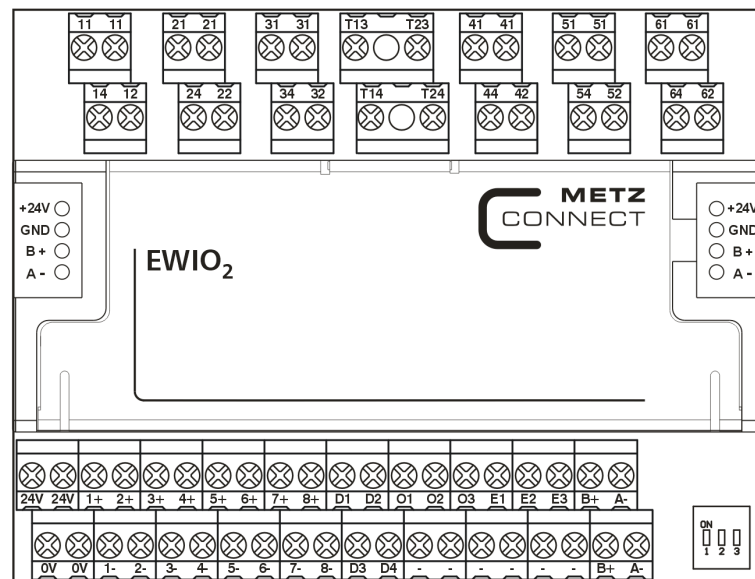 11 11 21 21 31 31 T13 T23 41 41 51 51 61 61
14 12 24 22 34 32 T14 T24 44 42 54 52 64 62
METZ
CONNECT
+24V
GND
B +
A -
+24V
GND
B +
A -
EWIO2
24V 24V 1+ 2+ 3+ 4+ 5+ 6+ 7+ 8+ D1 D2 O1 O2 O3 E1 E2 E3 B+ A-
0V 0V 1- 2- 3- 4- 5- 6- 7- 8- D3 D4 - - - - - - B+ A-
ON
1 2 3